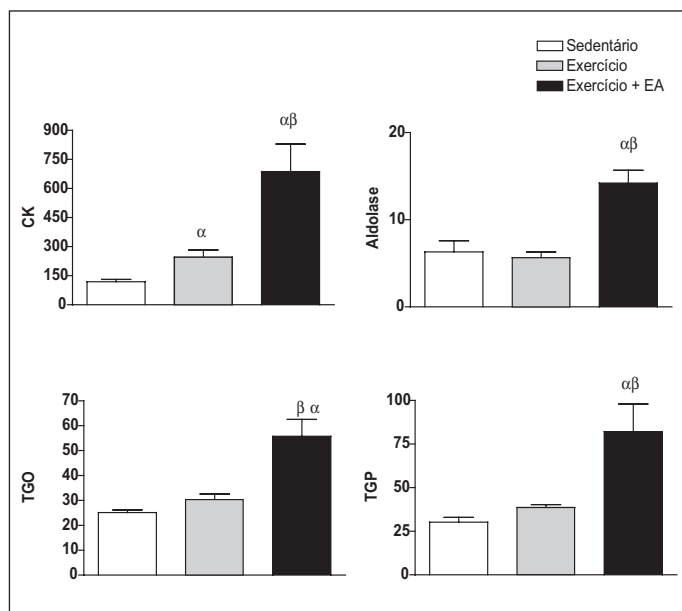 Sedentário
Exercício
Exercício + EA
CK
900
750
600
450
300
150
0
α
αβ
Aldolase
20
10
0
αβ
TGO
70
60
50
40
30
20
10
0
β α
TGP
100
75
50
25
0
αβ